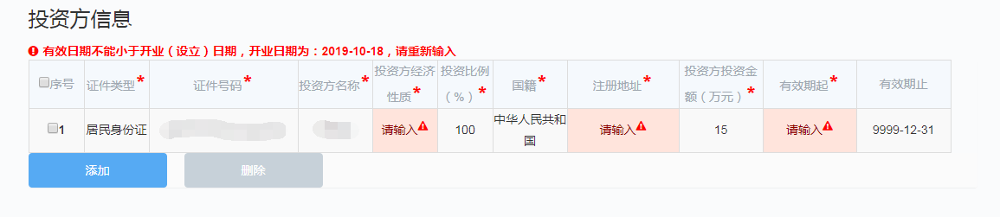 投资方信息
有效日期不能小于开业（设立）日期，开业日期为：2019-10-18，请重新输入
序号 证件类型* 证件号码* 投资方名称* 投资方经济性质* 投资比例（%）* 国籍* 注册地址* 投资方投资金额（万元）* 有效期起* 有效期止
1 居民身份证 请输入 100 中华人民共和国 请输入 15 请输入 9999-12-31
添加 删除